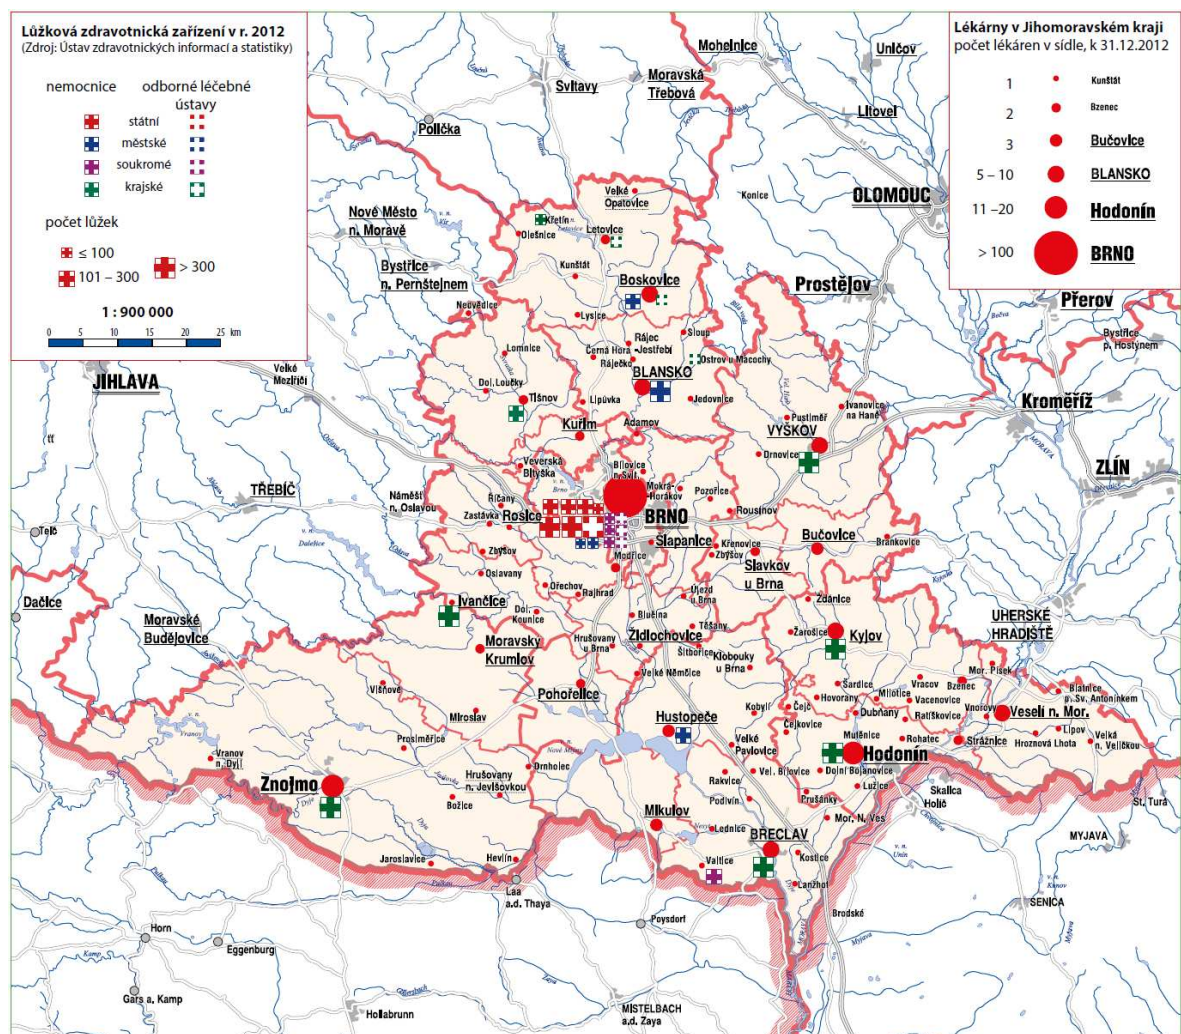 Lůžková zdravotnická zařízení v r. 2012
(Zdroj: Ústav zdravotnických informací a statistiky)
nemocnice
odborné léčebné
ústavy
státní
městské
soukromé
krajské
počet lůžek
≤ 100
101 – 300
> 300
1 : 900 000
0 5 10 15 20 25 km
Lékárny v Jihomoravském kraji
počet lékáren v sídle, k 31.12.2012
1 Kunštát
2 Bzenec
3 Bučovice
5 – 10 BLANSKO
11 –20 Hodonín
> 100 BRNO
Mohelnice
Uničov
Svitavy
Moravská
Třebová
Litovel
Polička
Konice
OLOMOUC
Velké
Opatovice
Nové Město
n. Moravě
Křetín
Olešnice
Letovice
Kunštát
Bystřice
n. Pernštejnem
Boskovice
Prostějov
Přerov
Nedvědice
Lysice
Sloup
Bystřice
p. Hostýnem
Rájec
-Jestřebí
Lomnice
Černá Hora
Ráječko
Ostrov u Macochy
BLANSKO
JIHLAVA
Velké
Meziříčí
Dol. Loučky
Tišnov
Lipůvka
Jedovnice
Kroměříž
Ivanovice
na Hané
Pustiměř
VYŠKOV
Kuřim
Adamov
Drnovice
ZLÍN
Veverská
Bítýška
Bílovice
n. Svit.
Mokrá-
Horákov
Pozořice
TŘEBÍČ
Náměšť
n. Oslavou
Říčany
Zastávka
Rosice
BRNO
Rousínov
Telč
Šlapanice
Křenovice
Zbýšov
Bučovice
Brankovice
Zbýšov
Modřice
Slavkov
u Brna
Oslavany
Ořechov
Rajhrad
Újezd
u Brna
Ždánice
Dačice
Ivančice
Dol.
Kounice
Blučina
Těšany
UHERSKÉ
HRADIŠTĚ
Moravské
Budějovice
Moravský
Krumlov
Hrušovany
u Brna
Židlochovice
Šitbořice
Žarošice
Kyjov
Klobouky
u Brna
Mor. Písek
Velké Němčice
Višňové
Pohořelice
Šardice
Vracov
Bzenec
Blatnice
p. Sv. Antonínkem
Hovorany
Milotice
Vacenovice
Miroslav
Kobylí
Čejč
Dubňany
Ratíškovice
Vnorovy
Veselí n. Mor.
Hustopeče
Čejkovice
Mutěnice
Rohatec
Strážnice
Lipov
Velká
n. Veličkou
Hroznová Lhota
Prosiměřice
Velké
Pavlovice
Hodonín
Vranov
n. Dyjí
Drnholec
Vel. Bílovice
Dolní Bojanovice
Rakvice
Lužice
Skalica
Holíč
Znojmo
Hrušovany
n. Jevišovkou
Božice
Podivín
Prušánky
St. Turá
Mikulov
Mor. N. Ves
Lednice
BŘECLAV
MYJAVA
Jaroslavice
Hevlín
Valtice
Kostice
Lanžhot
Laa
a.d. Thaya
SENICA
Brodské
Poysdorf
Horn
Eggenburg
Gars a. Kamp
Hollabrunn
MISTELBACH
a.d. Zaya